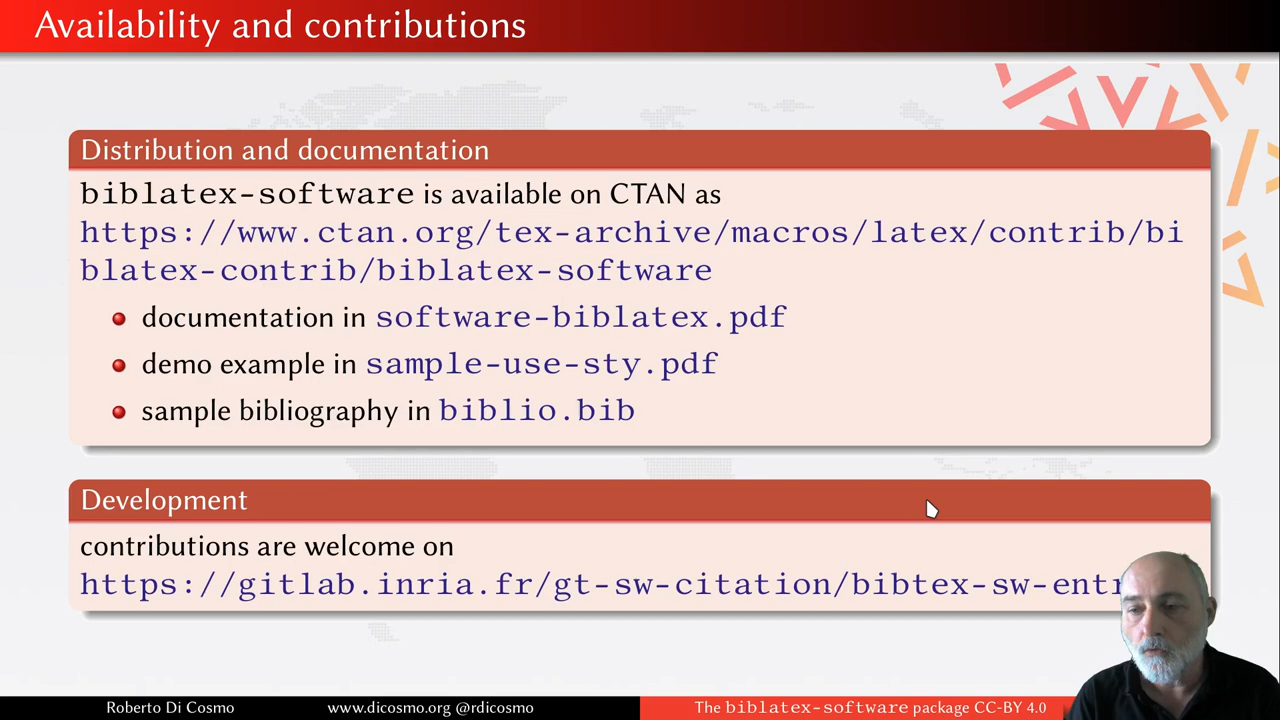 Availability and contributions
Distribution and documentation
biblatex-software is available on CTAN as
https://www.ctan.org/tex-archive/macros/latex/contrib/bi
blatex-contrib/biblatex-software
documentation in software-biblatex.pdf
demo example in sample-use-sty.pdf
sample bibliography in biblio.bib
Development
contributions are welcome on
https://gitlab.inria.fr/gt-sw-citation/bibtex-sw-entr
Roberto Di Cosmo www.dicosmo.org @rdicosmo The biblatex-software package CC-BY 4.0